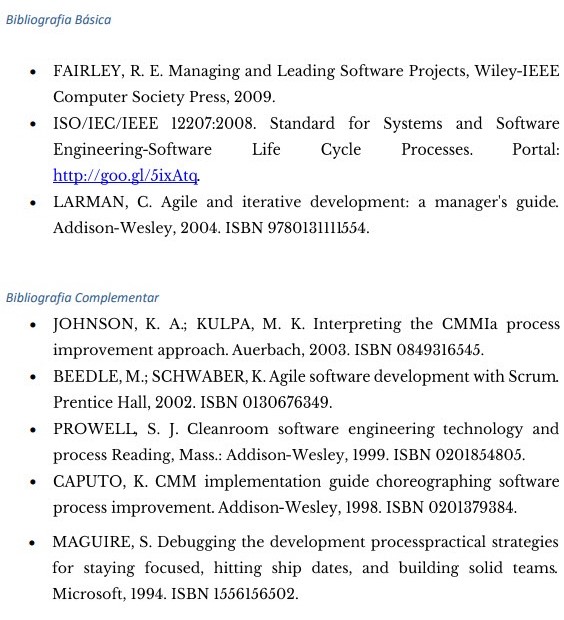 Bibliografia Básica
• FAIRLEY, R. E. Managing and Leading Software Projects, Wiley-IEEE
Computer Society Press, 2009.
• ISO/IEC/IEEE 12207:2008. Standard for Systems and Software
Engineering-Software Life Cycle Processes. Portal:
http://goo.gl/5ixAtq.
• LARMAN, C. Agile and iterative development: a manager's guide.
Addison-Wesley, 2004. ISBN 9780131111554.
Bibliografia Complementar
• JOHNSON, K. A.; KULPA, M. K. Interpreting the CMMIa process
improvement approach. Auerbach, 2003. ISBN 0849316545.
• BEEDLE, M.; SCHWABER, K. Agile software development with Scrum.
Prentice Hall, 2002. ISBN 0130676349.
• PROWELL, S. J. Cleanroom software engineering technology and
process Reading, Mass.: Addison-Wesley, 1999. ISBN 0201854805.
• CAPUTO, K. CMM implementation guide choreographing software
process improvement. Addison-Wesley, 1998. ISBN 0201379384.
• MAGUIRE, S. Debugging the development processpractical strategies
for staying focused, hitting ship dates, and building solid teams.
Microsoft, 1994. ISBN 1556156502.